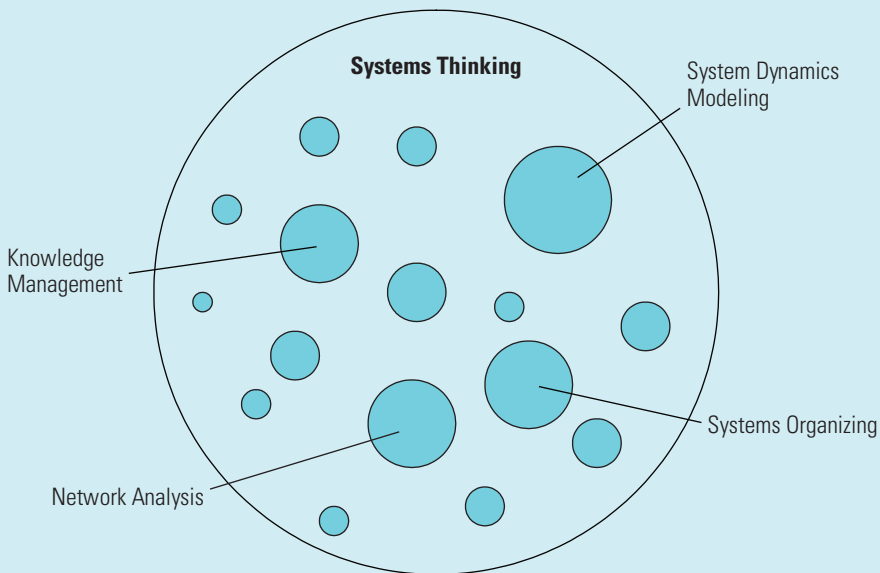 Systems Thinking
System Dynamics
Modeling
Knowledge
Management
Systems Organizing
Network Analysis